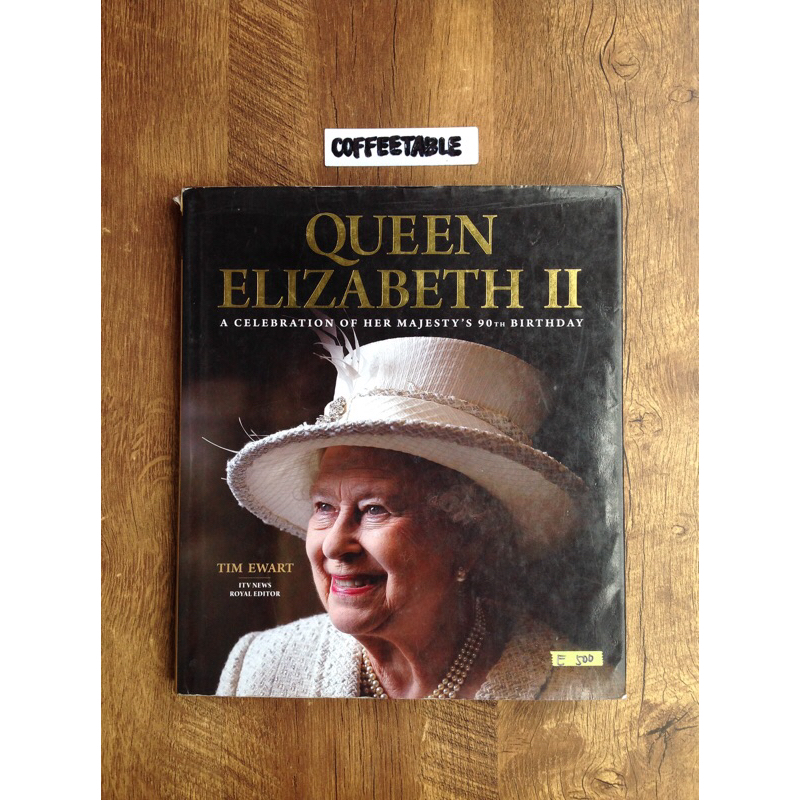 COFFEETABLE
QUEEN
ELIZABETH II
A CELEBRATION OF HER MAJESTY'S 90TH BIRTHDAY
TIM EWART
ITV NEWS
ROYAL EDITOR
E 500